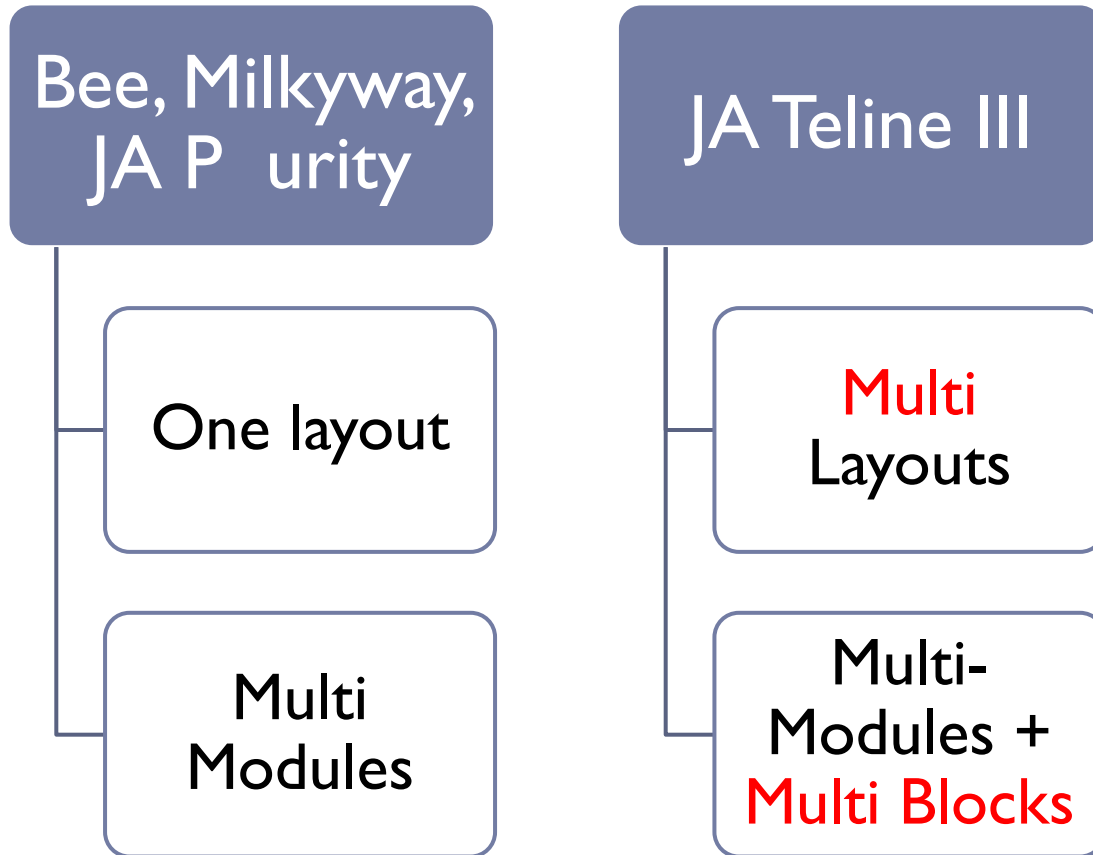 Bee, Milkyway,
JA P urity
One layout
Multi
Modules
JA Teline III
Multi
Layouts
Multi-
Modules +
Multi Blocks